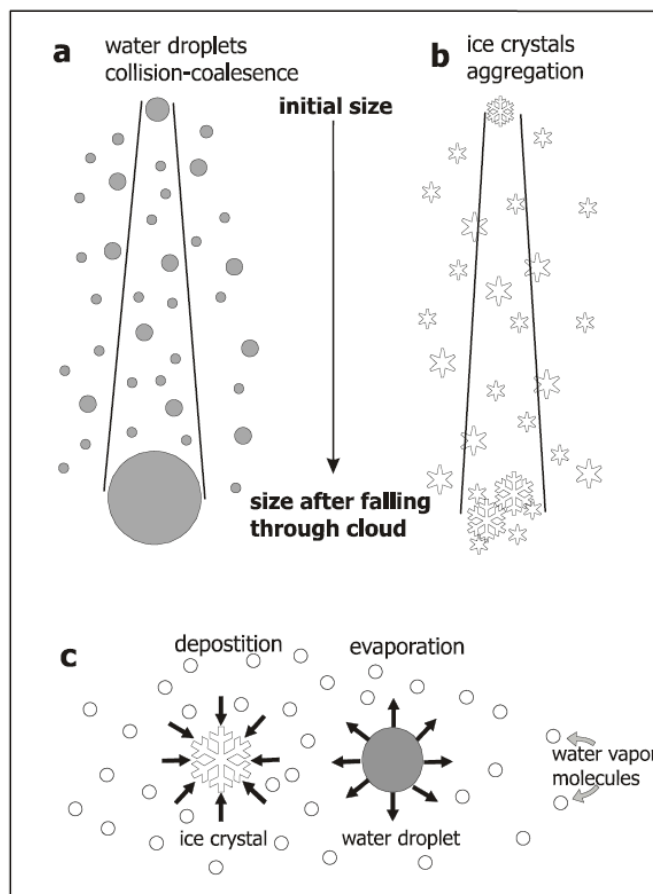 a
water droplets
collision-coalesence
b
ice crystals
aggregation
initial size
size after falling
through cloud
c
depostition
evaporation
water vapor
molecules
ice crystal
water droplet